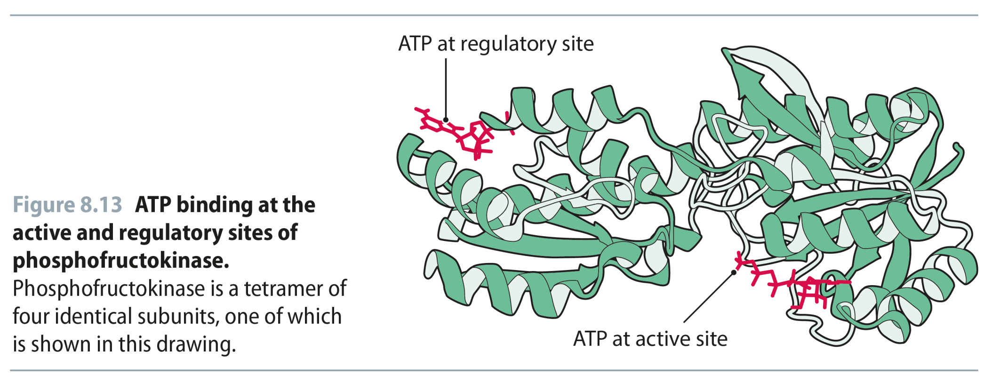 ATP at regulatory site
Figure 8.13 ATP binding at the
active and regulatory sites of
phosphofructokinase.
Phosphofructokinase is a tetramer of
four identical subunits, one of which
is shown in this drawing.
ATP at active site